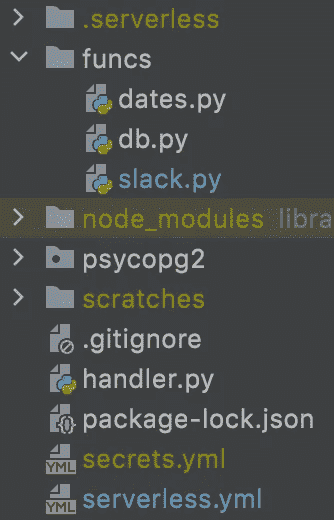 .serverless
funcs
dates.py
db.py
slack.py
node_modules libra
psycopg2
scratches
.gitignore
handler.py
package-lock.json
YML secrets.yml
YML serverless.yml